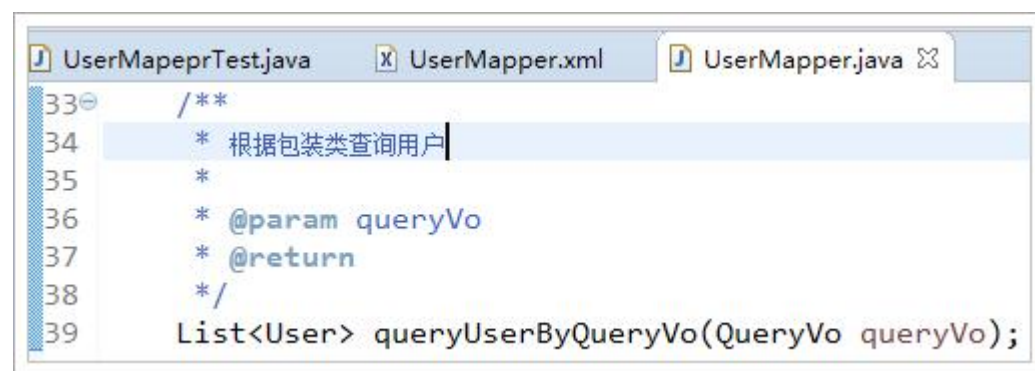 UserMapeprTest.java UserMapper.xml UserMapper.java
33 /**
34 * 根据包装类查询用户
35 *
36 * @param queryVo
37 * @return
38 */
39 List<User> queryUserByQueryVo(QueryVo queryVo);